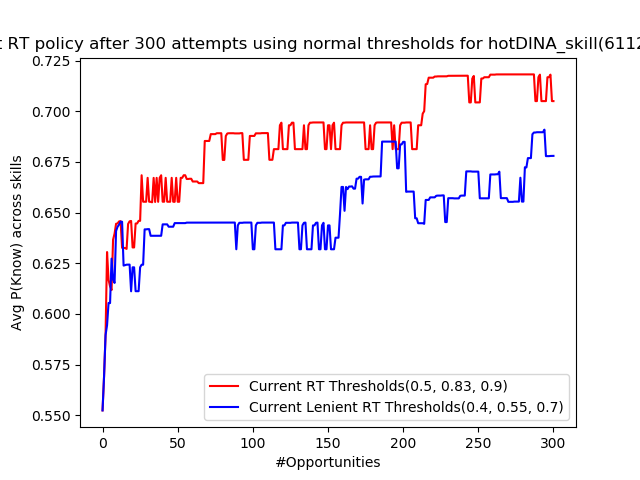 RT policy after 300 attempts using normal thresholds for hotDINA_skill(6112
0.725
0.700
0.675
0.650
0.625
0.600
0.575
0.550
Avg P(Know) across skills
Current RT Thresholds(0.5, 0.83, 0.9)
Current Lenient RT Thresholds(0.4, 0.55, 0.7)
0 50 100 150 200 250 300
#Opportunities